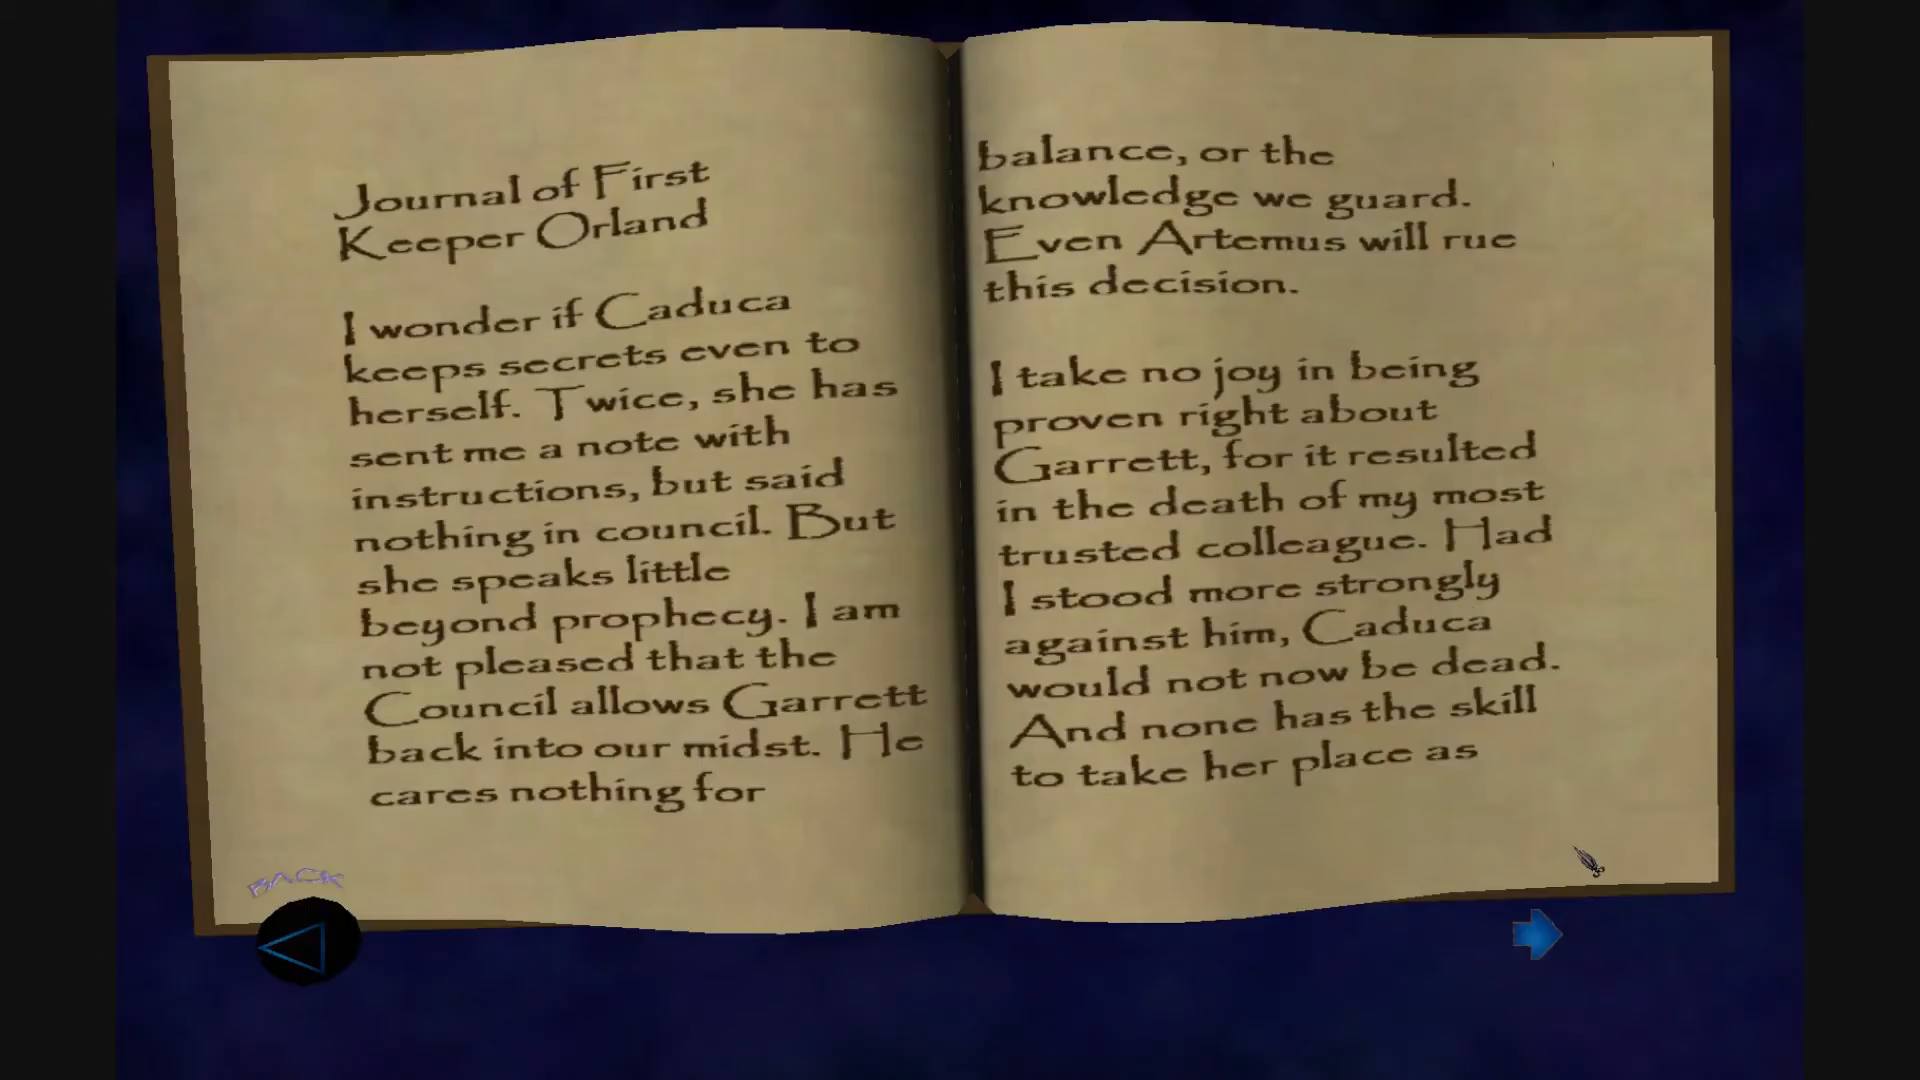 Journal of First
Keeper Orland
I wonder if Caduca
keeps secrets even to
herself. Twice, she has
sent me a note with
instructions, but said
nothing in council. But
she speaks little
beyond prophecy. I am
not pleased that the
Council allows Garrett
back into our midst. He
cares nothing for
balance, or the
knowledge we guard.
Even Artemus will rue
this decision.
I take no joy in being
proven right about
Garrett, for it resulted
in the death of my most
trusted colleague. Had
I stood more strongly
against him, Caduca
would not now be dead.
And none has the skill
to take her place as
BACK